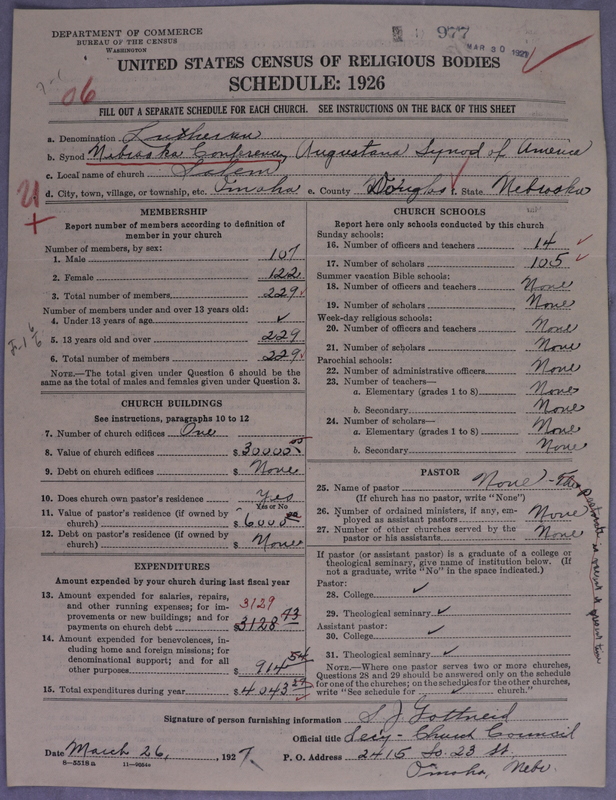 DEPARTMENT OF COMMERCE
BUREAU OF THE CENSUS
WASHINGTON
977
MAR 30 1927
UNITED STATES CENSUS OF RELIGIOUS BODIES
SCHEDULE: 1926
06
FILL OUT A SEPARATE SCHEDULE FOR EACH CHURCH. SEE INSTRUCTIONS ON THE BACK OF THIS SHEET
a. Denomination Lutheran
b. Synod Nebraska Conference, Augustana Synod of America
c. Local name of church Salem
d. City, town, village, or township, etc. Omaha e. County Douglas f. State Nebraska
MEMBERSHIP
Report number of members according to definition of member in your church
Number of members, by sex:
1. Male 107
2. Female 122
3. Total number of members 229
Number of members under and over 13 years old:
4. Under 13 years of age ✓
5. 13 years old and over 229
6. Total number of members 229
NOTE.—The total given under Question 6 should be the same as the total of males and females given under Question 3.
CHURCH BUILDINGS
See instructions, paragraphs 10 to 12
7. Number of church edifices One
8. Value of church edifices $30000.00
9. Debt on church edifices $ None
10. Does church own pastor's residence Yes
Yes or No
11. Value of pastor's residence (if owned by church) $6000.00
12. Debt on pastor's residence (if owned by church) $ None
EXPENDITURES
Amount expended by your church during last fiscal year
13. Amount expended for salaries, repairs, and other running expenses; for improvements or new buildings; and for payments on church debt 3129 $3128.73
14. Amount expended for benevolences, including home and foreign missions; for denominational support; and for all other purposes $914.54
15. Total expenditures during year $4043.27
CHURCH SCHOOLS
Report here only schools conducted by this church
Sunday schools:
16. Number of officers and teachers 14
17. Number of scholars 105
Summer vacation Bible schools:
18. Number of officers and teachers None
19. Number of scholars None
Week-day religious schools:
20. Number of officers and teachers None
21. Number of scholars None
Parochial schools:
22. Number of administrative officers None
23. Number of teachers—
a. Elementary (grades 1 to 8) None
b. Secondary None
24. Number of scholars—
a. Elementary (grades 1 to 8) None
b. Secondary None
PASTOR
25. Name of pastor None - The pastorate is vacant at present time
(If church has no pastor, write "None")
26. Number of ordained ministers, if any, employed as assistant pastors None
27. Number of other churches served by the pastor or his assistants None
If pastor (or assistant pastor) is a graduate of a college or theological seminary, give name of institution below. (If not a graduate, write "No" in the space indicated.)
Pastor:
28. College ✓
29. Theological seminary ✓
Assistant pastor:
30. College ✓
31. Theological seminary ✓
NOTE.—Where one pastor serves two or more churches, Questions 28 and 29 should be answered only on the schedule for one of the churches; on the schedules for the other churches, write "See schedule for ✓ church."
Signature of person furnishing information S. J. Gottneid
Official title Secy - Church Council
Date March 26, 1927. P. O. Address 2415 So. 23 St.
8—5518a 11—9064a
Omaha, Nebr.